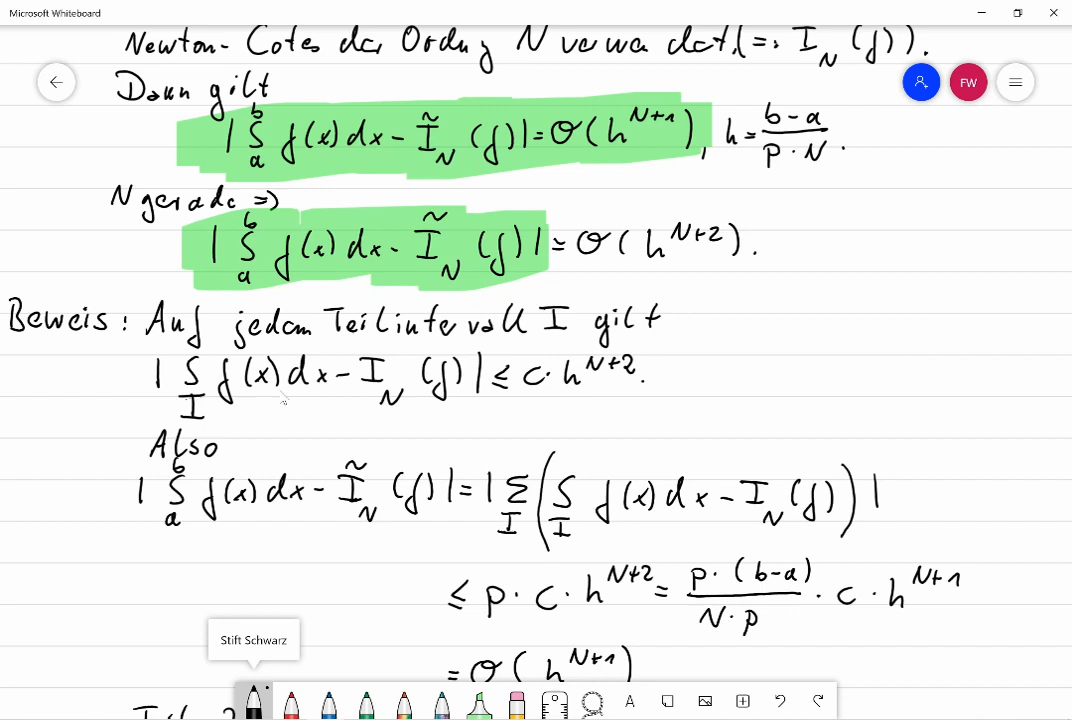 Microsoft Whiteboard
Newton-Cotes der Ordng N verwendet (=: I_N(f)).
FW
Dann gilt
|∫_a^b f(x)dx - Ĩ_N(f)| = O(h^{N+1}), h = (b-a)/(p·N).
N gerade ⇒
|∫_a^b f(x)dx - Ĩ_N(f)| = O(h^{N+2}).
Beweis: Auf jedem Teilintervall I gilt
|∫_I f(x)dx - I_N(f)| ≤ c·h^{N+2}.
Also
|∫_a^b f(x)dx - Ĩ_N(f)| = |Σ_I (∫_I f(x)dx - I_N(f))|
≤ p·c·h^{N+2} = (p·(b-a))/(N·p) · c·h^{N+1}
Stift Schwarz
= O(h^{N+1})
A